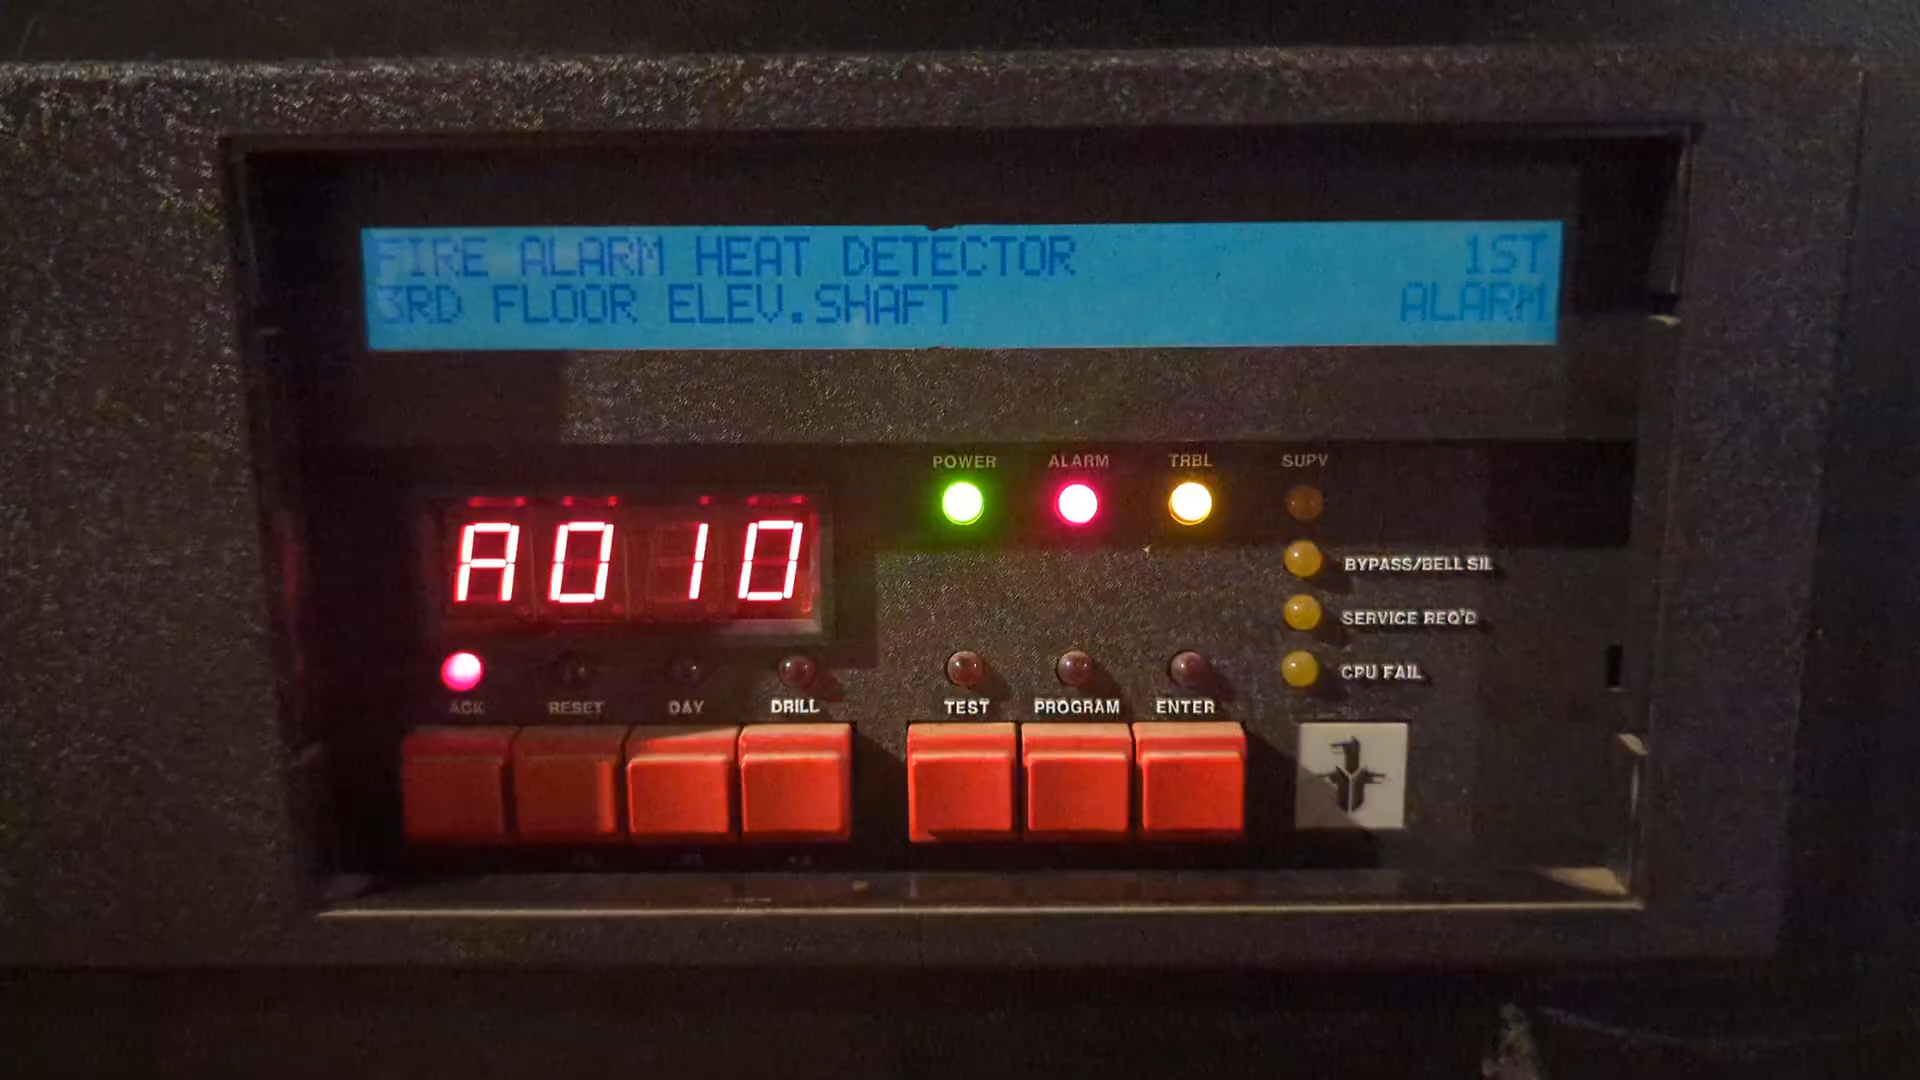 FIRE ALARM HEAT DETECTOR 1ST
3RD FLOOR ELEV.SHAFT ALARM
POWER ALARM TRBL SUPV
A010
BYPASS/BELL SIL
SERVICE REQ'D
CPU FAIL
ACK RESET DAY DRILL TEST PROGRAM ENTER